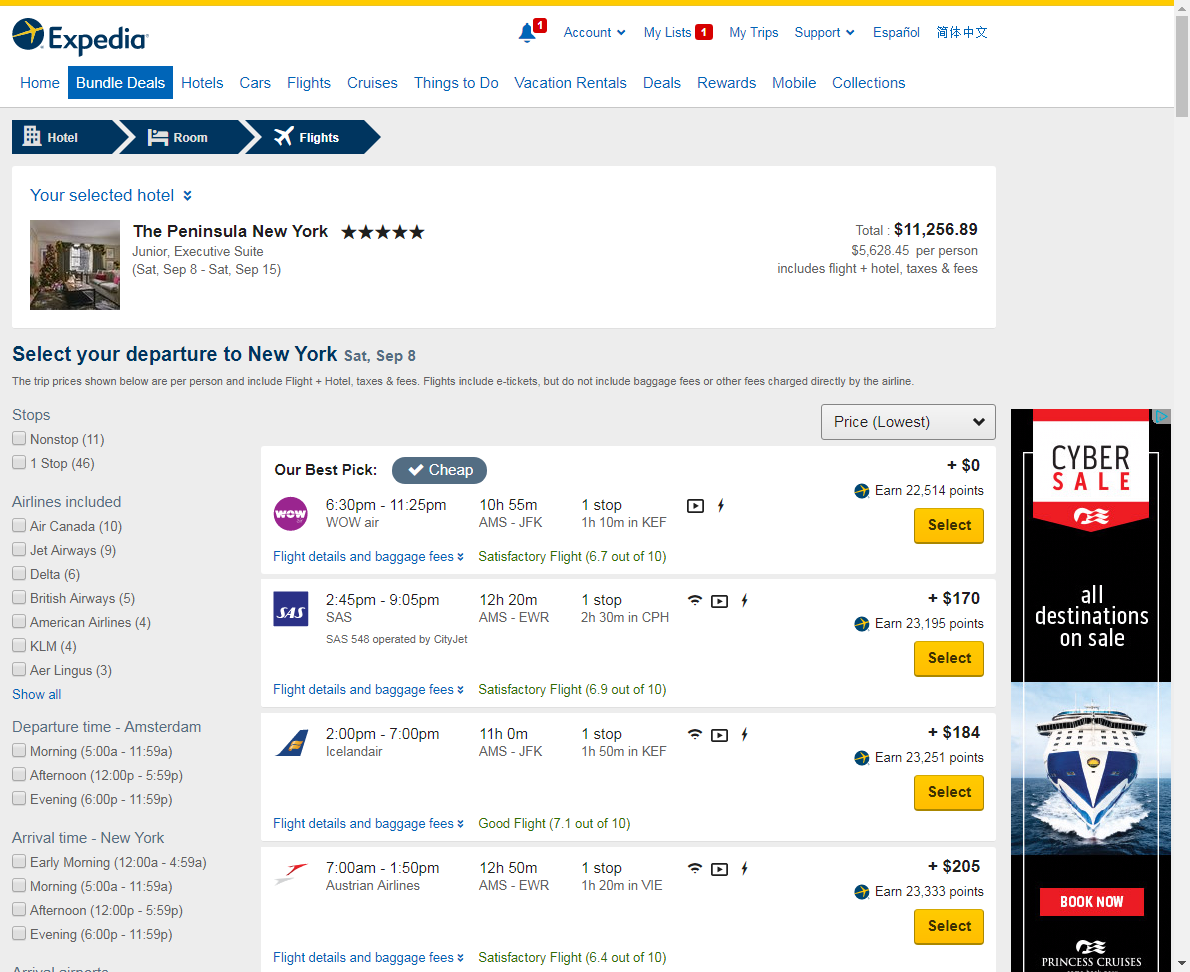 Expedia
1
Account
My Lists 1
My Trips
Support
Español
简体中文
Home
Bundle Deals
Hotels
Cars
Flights
Cruises
Things to Do
Vacation Rentals
Deals
Rewards
Mobile
Collections
Hotel
Room
Flights
Your selected hotel
The Peninsula New York
Junior, Executive Suite
(Sat, Sep 8 - Sat, Sep 15)
Total : $11,256.89
$5,628.45 per person
includes flight + hotel, taxes & fees
Select your departure to New York Sat, Sep 8
The trip prices shown below are per person and include Flight + Hotel, taxes & fees. Flights include e-tickets, but do not include baggage fees or other fees charged directly by the airline.
Stops
Nonstop (11)
1 Stop (46)
Airlines included
Air Canada (10)
Jet Airways (9)
Delta (6)
British Airways (5)
American Airlines (4)
KLM (4)
Aer Lingus (3)
Show all
Departure time - Amsterdam
Morning (5:00a - 11:59a)
Afternoon (12:00p - 5:59p)
Evening (6:00p - 11:59p)
Arrival time - New York
Early Morning (12:00a - 4:59a)
Morning (5:00a - 11:59a)
Afternoon (12:00p - 5:59p)
Evening (6:00p - 11:59p)
Arrival airports
Price (Lowest)
Our Best Pick: Cheap
+ $0
Earn 22,514 points
WOW
6:30pm - 11:25pm
WOW air
10h 55m
AMS - JFK
1 stop
1h 10m in KEF
Select
Flight details and baggage fees
Satisfactory Flight (6.7 out of 10)
SAS
2:45pm - 9:05pm
SAS
SAS 548 operated by CityJet
12h 20m
AMS - EWR
1 stop
2h 30m in CPH
+ $170
Earn 23,195 points
Select
Flight details and baggage fees
Satisfactory Flight (6.9 out of 10)
2:00pm - 7:00pm
Icelandair
11h 0m
AMS - JFK
1 stop
1h 50m in KEF
+ $184
Earn 23,251 points
Select
Flight details and baggage fees
Good Flight (7.1 out of 10)
7:00am - 1:50pm
Austrian Airlines
12h 50m
AMS - EWR
1 stop
1h 20m in VIE
+ $205
Earn 23,333 points
Select
Flight details and baggage fees
Satisfactory Flight (6.4 out of 10)
CYBER
SALE
all
destinations
on sale
BOOK NOW
PRINCESS CRUISES